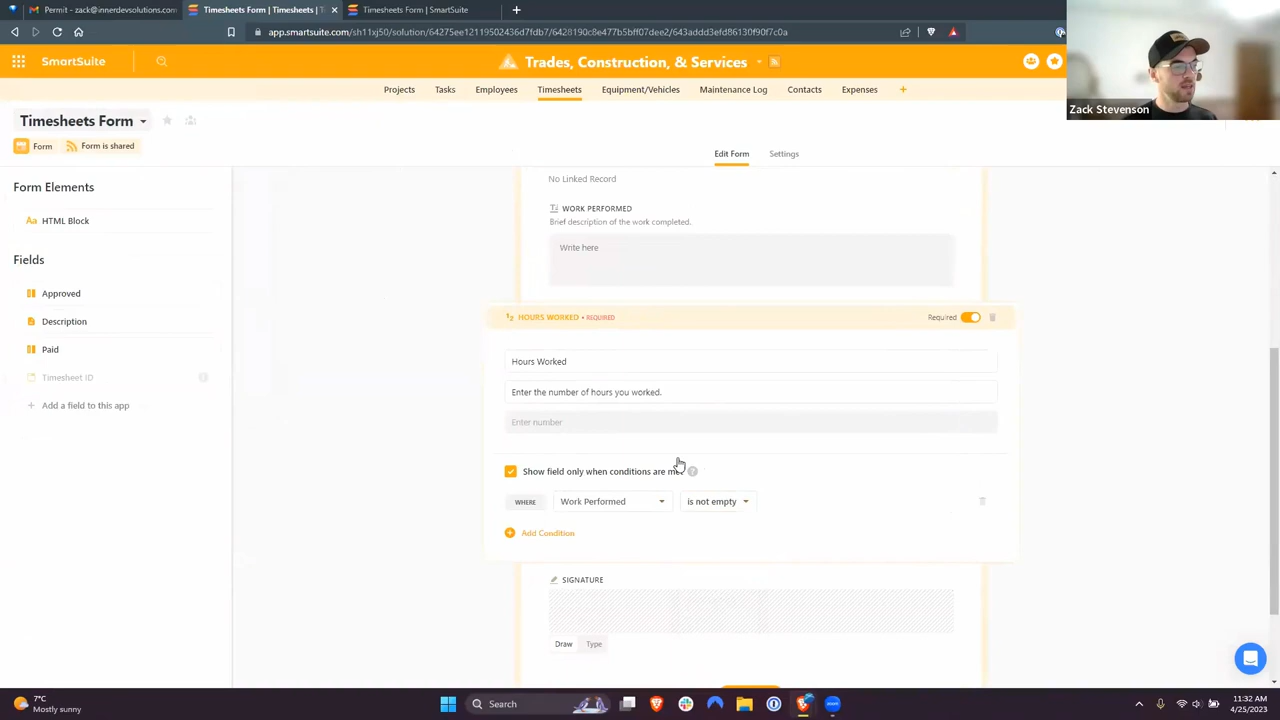 Permit - zack@innerdevsolutions.com
Timesheets Form | Timesheets |
Timesheets Form | SmartSuite
app.smartsuite.com/sh11xj50/solution/64275ee12119502436d7fdb7/6428190c8e477b5bff07dee2/643addd3efd86130f90f7c0a
SmartSuite
Trades, Construction, & Services
Zack Stevenson
Projects Tasks Employees Timesheets Equipment/Vehicles Maintenance Log Contacts Expenses +
Timesheets Form
Form
Form is shared
Edit Form Settings
Form Elements
Aa HTML Block
Fields
Approved
Description
Paid
Timesheet ID
+ Add a field to this app
No Linked Record
WORK PERFORMED
Brief description of the work completed.
Write here
HOURS WORKED • REQUIRED
Required
Hours Worked
Enter the number of hours you worked.
Enter number
Show field only when conditions are met ?
WHERE Work Performed is not empty
Add Condition
SIGNATURE
Draw Type
7°C
Mostly sunny
Search
zoom
11:32 AM
4/25/2023